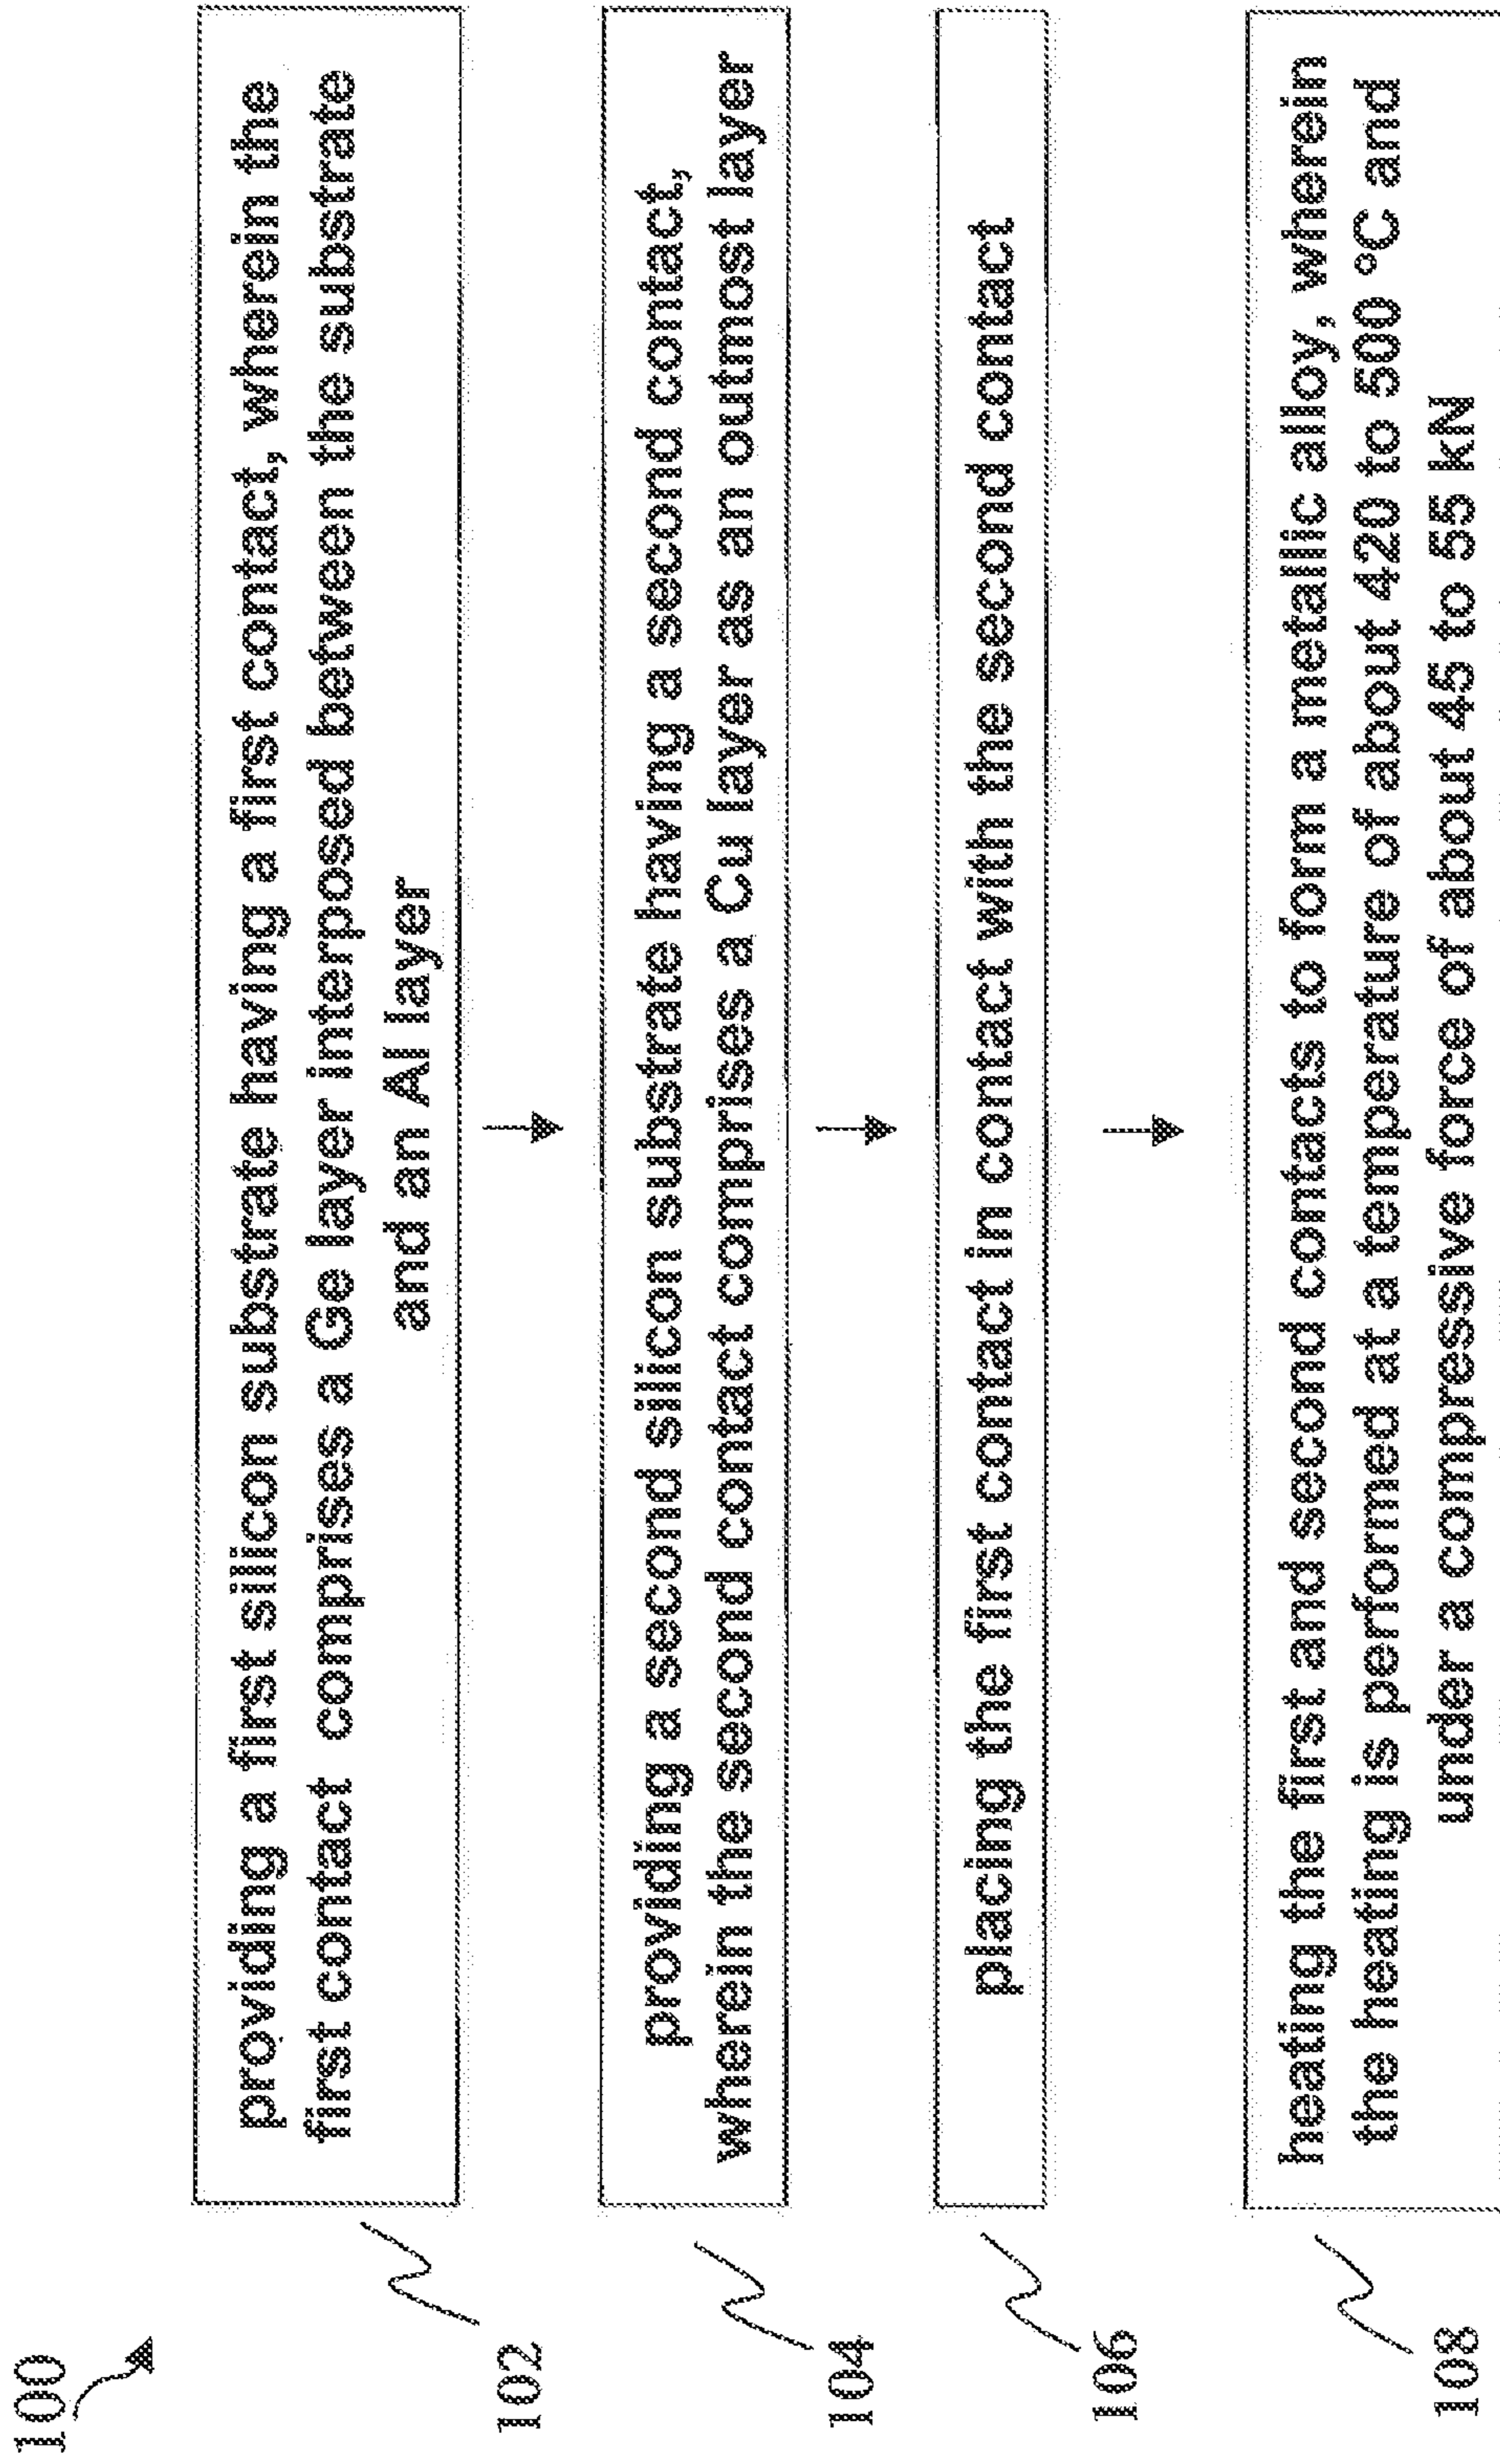 100
102
providing a first silicon substrate having a first contact, wherein the
first contact comprises a Ge layer interposed between the substrate
and an Al layer
104
providing a second silicon substrate having a second contact,
wherein the second contact comprises a Cu layer as an outmost layer
106
placing the first contact in contact with the second contact
108
heating the first and second contacts to form a metallic alloy, wherein
the heating is performed at a temperature of about 420 to 500 °C and
under a compressive force of about 45 to 55 kN